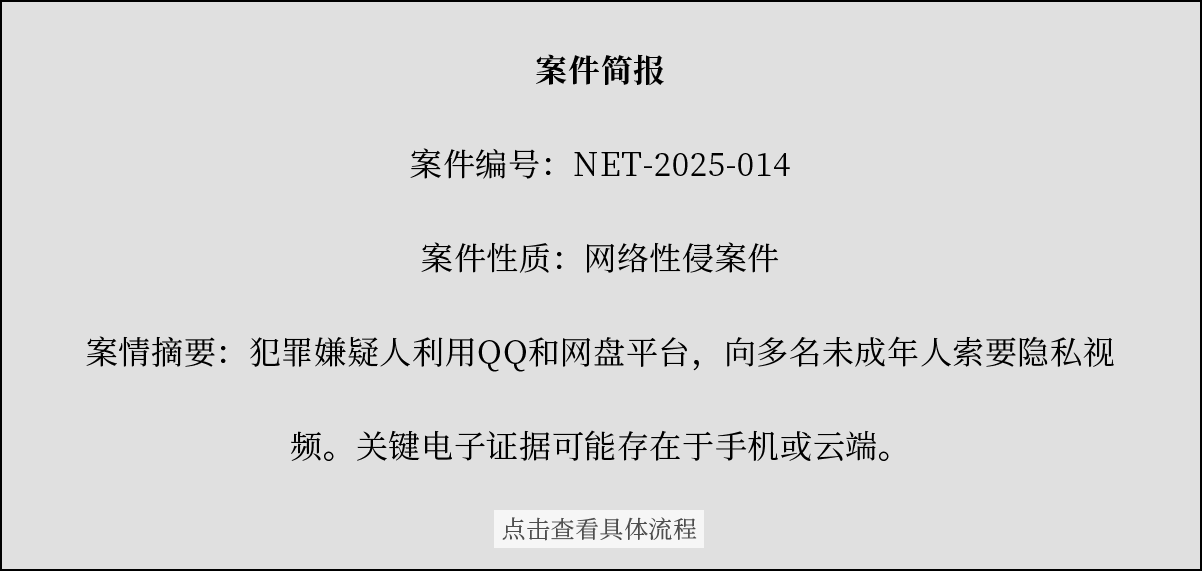 案件简报
案件编号：NET-2025-014
案件性质：网络性侵案件
案情摘要：犯罪嫌疑人利用QQ和网盘平台，向多名未成年人索要隐私视
频。关键电子证据可能存在于手机或云端。
点击查看具体流程